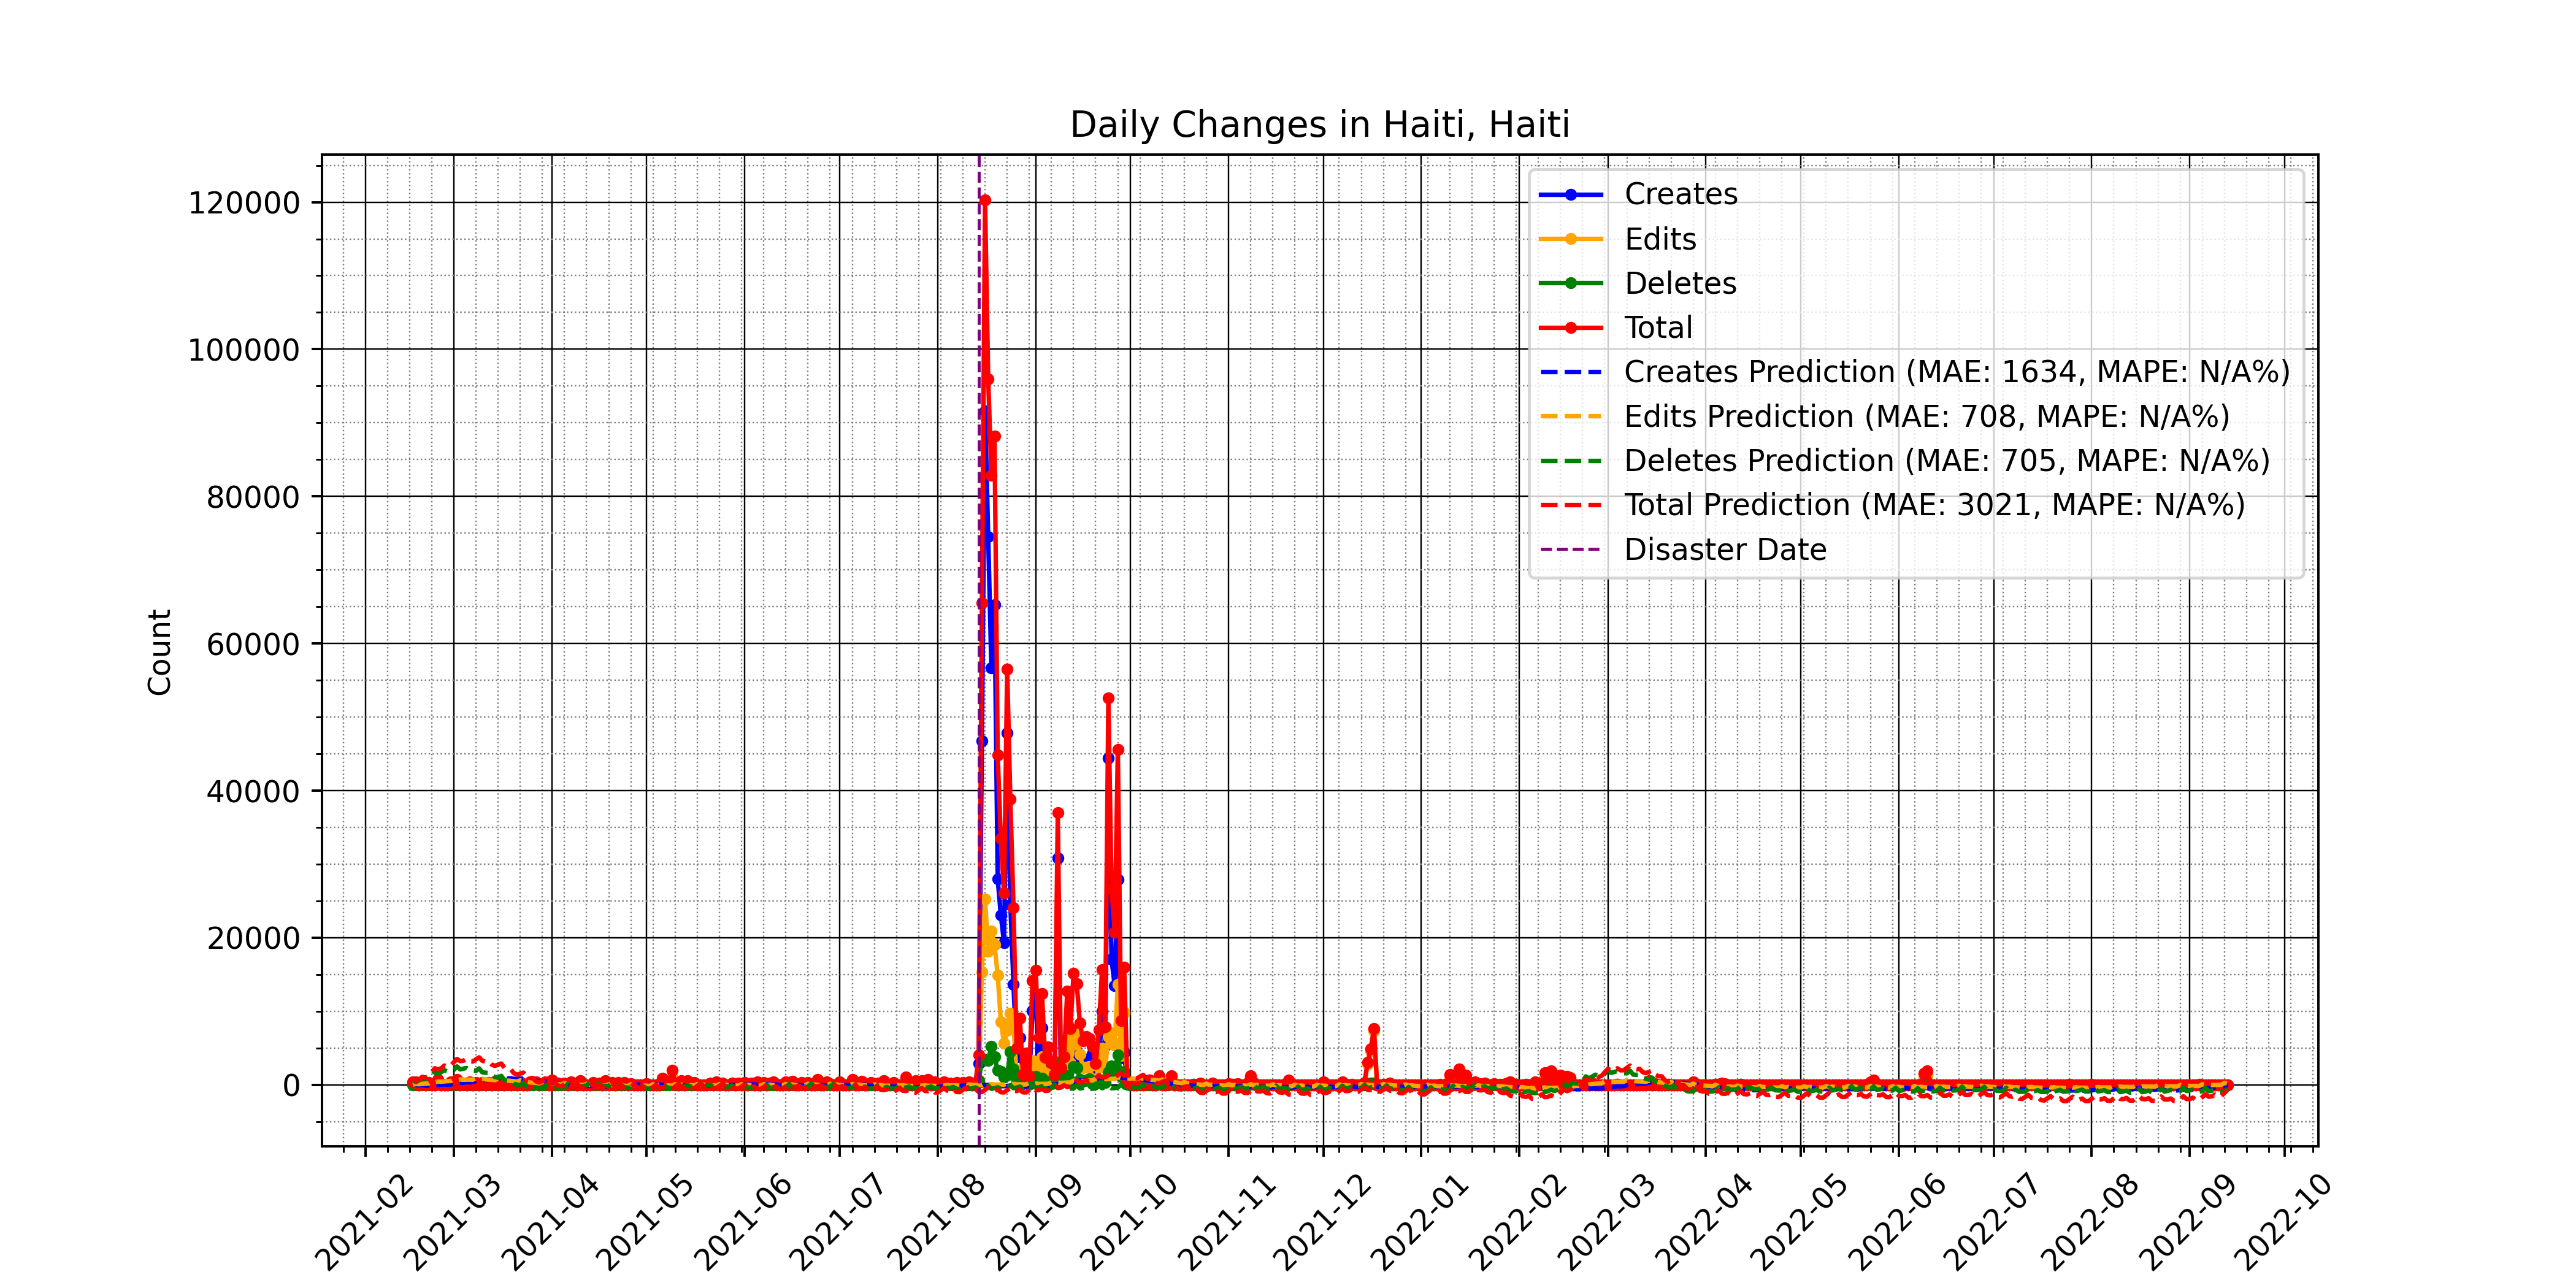 Daily Changes in Haiti, Haiti
Count
120000
100000
80000
60000
40000
20000
0
Creates
Edits
Deletes
Total
Creates Prediction (MAE: 1634, MAPE: N/A%)
Edits Prediction (MAE: 708, MAPE: N/A%)
Deletes Prediction (MAE: 705, MAPE: N/A%)
Total Prediction (MAE: 3021, MAPE: N/A%)
Disaster Date
2021-02
2021-03
2021-04
2021-05
2021-06
2021-07
2021-08
2021-09
2021-10
2021-11
2021-12
2022-01
2022-02
2022-03
2022-04
2022-05
2022-06
2022-07
2022-08
2022-09
2022-10